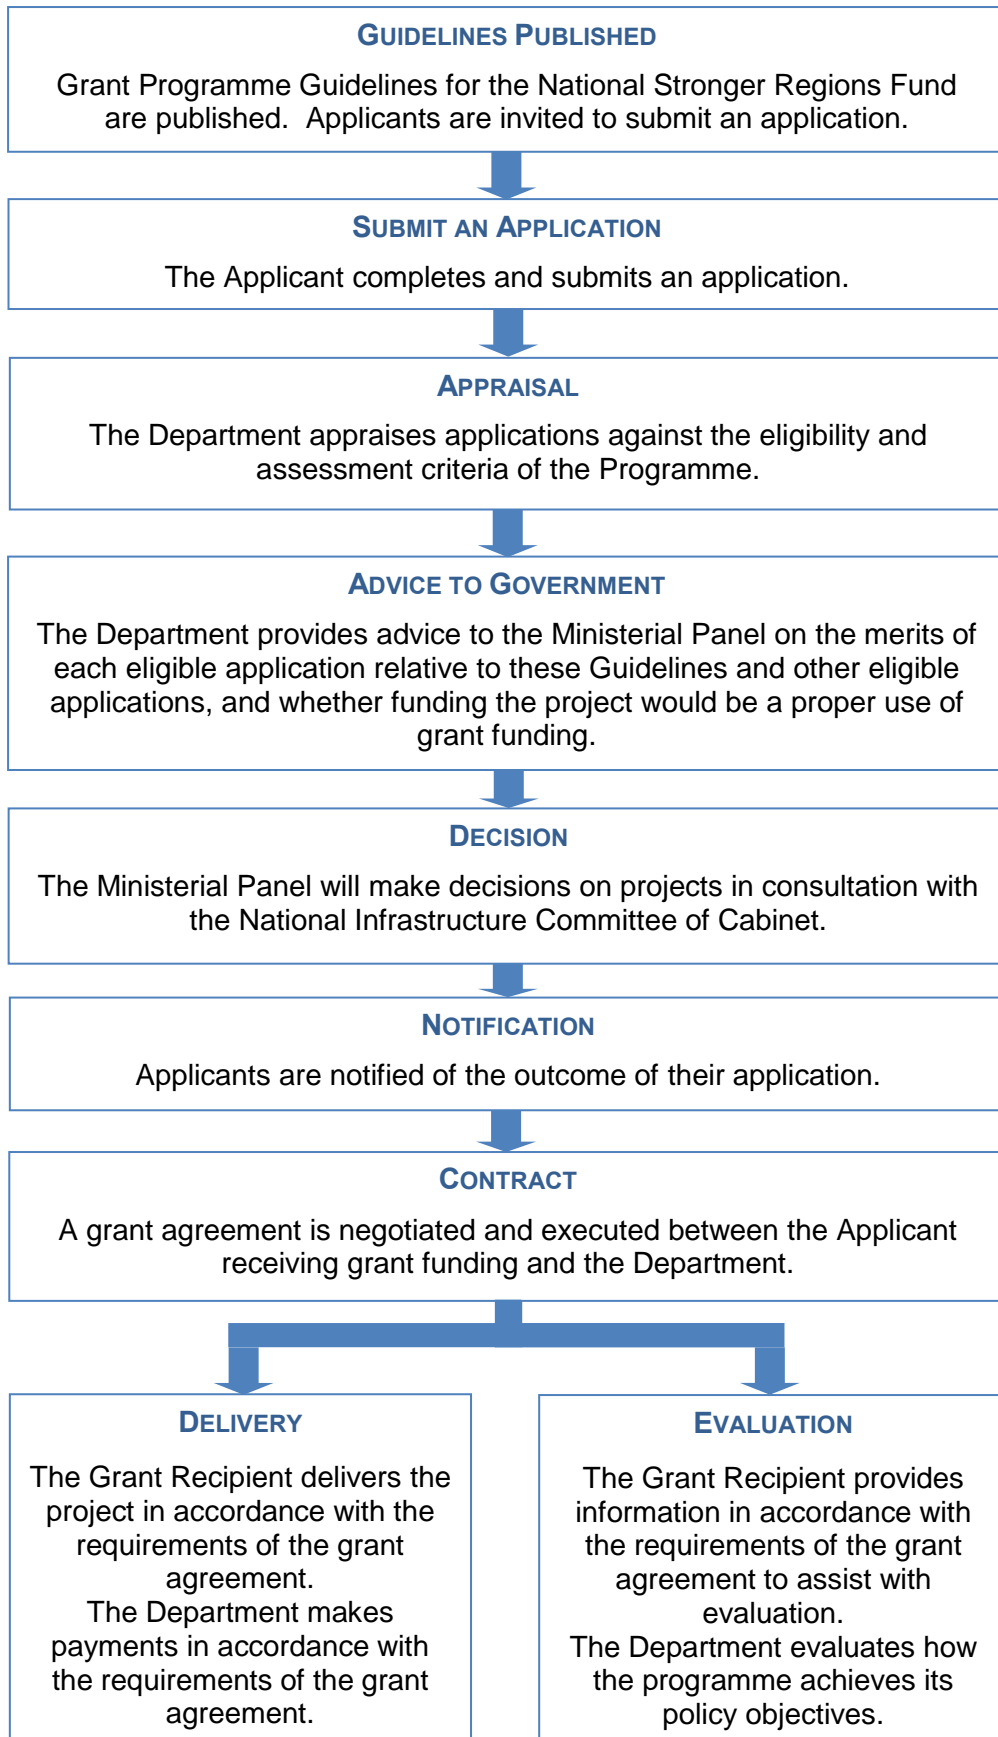 GUIDELINES PUBLISHED
Grant Programme Guidelines for the National Stronger Regions Fund
are published.  Applicants are invited to submit an application.
SUBMIT AN APPLICATION
The Applicant completes and submits an application.
APPRAISAL
The Department appraises applications against the eligibility and
assessment criteria of the Programme.
ADVICE TO GOVERNMENT
The Department provides advice to the Ministerial Panel on the merits of
each eligible application relative to these Guidelines and other eligible
applications, and whether funding the project would be a proper use of
grant funding.
DECISION
The Ministerial Panel will make decisions on projects in consultation with
the National Infrastructure Committee of Cabinet.
NOTIFICATION
Applicants are notified of the outcome of their application.
CONTRACT
A grant agreement is negotiated and executed between the Applicant
receiving grant funding and the Department.
DELIVERY
The Grant Recipient delivers the
project in accordance with the
requirements of the grant
agreement.
The Department makes
payments in accordance with
the requirements of the grant
agreement.
EVALUATION
The Grant Recipient provides
information in accordance with
the requirements of the grant
agreement to assist with
evaluation.
The Department evaluates how
the programme achieves its
policy objectives.